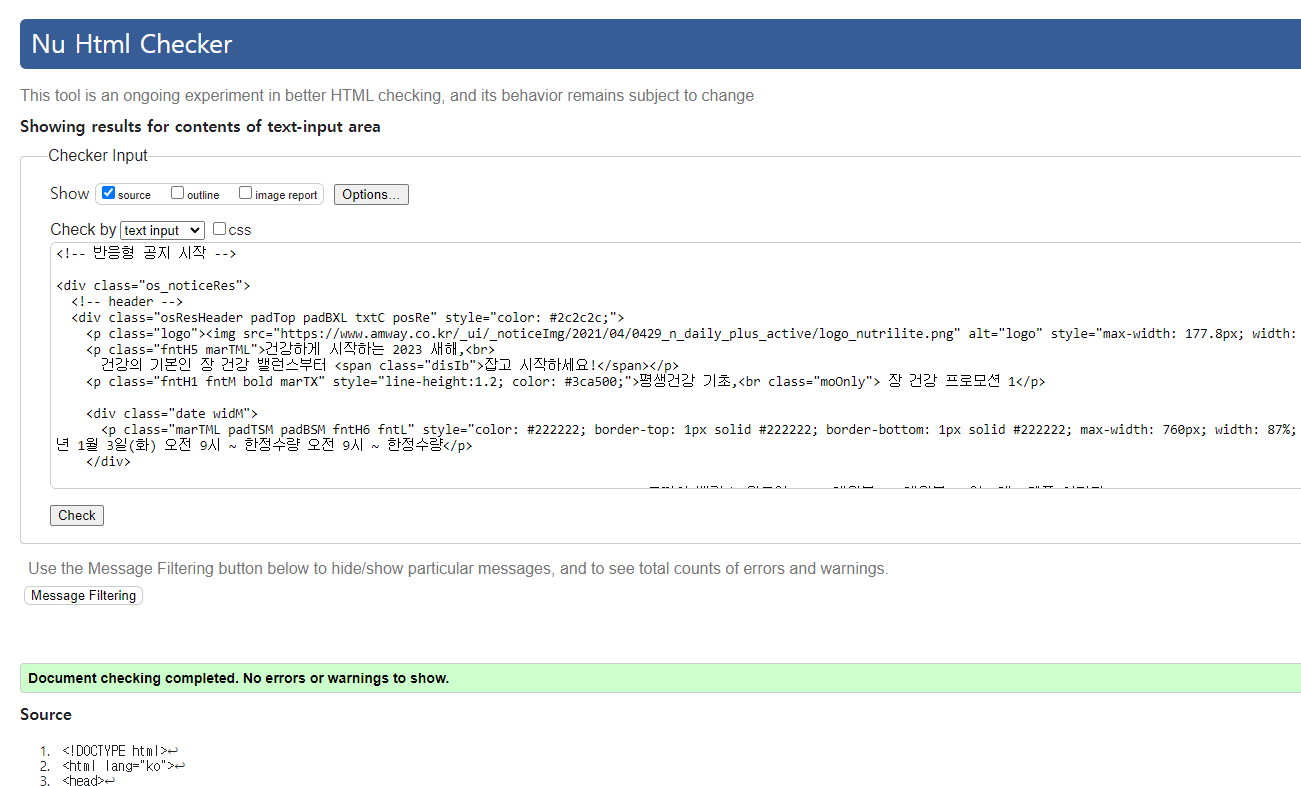 Nu Html Checker
This tool is an ongoing experiment in better HTML checking, and its behavior remains subject to change
Showing results for contents of text-input area
Checker Input
Show source outline image report Options...
Check by text input css
<!-- 반응형 공지 시작 -->
<div class="os_noticeRes">
<!-- header -->
<div class="osResHeader padTop padBXL txtC posRe" style="color: #2c2c2c;">
<p class="logo"><img src="https://www.amway.co.kr/_ui/_noticeImg/2021/04/0429_n_daily_plus_active/logo_nutrilite.png" alt="logo" style="max-width: 177.8px; width:
<p class="fntH5 marTML">건강하게 시작하는 2023 새해,<br>
건강의 기본인 장 건강 밸런스부터 <span class="disIb">잡고 시작하세요!</span></p>
<p class="fntH1 fntM bold marTX" style="line-height:1.2; color: #3ca500;">평생건강 기초,<br class="moOnly"> 장 건강 프로모션 1</p>
<div class="date widM">
<p class="marTML padTSM padBSM fntH6 fntL" style="color: #222222; border-top: 1px solid #222222; border-bottom: 1px solid #222222; max-width: 760px; width: 87%;
년 1월 3일(화) 오전 9시 ~ 한정수량 오전 9시 ~ 한정수량</p>
</div>
Check
Use the Message Filtering button below to hide/show particular messages, and to see total counts of errors and warnings.
Message Filtering
Document checking completed. No errors or warnings to show.
Source
1. <!DOCTYPE html>↩
2. <html lang="ko">↩
3. <head>↩